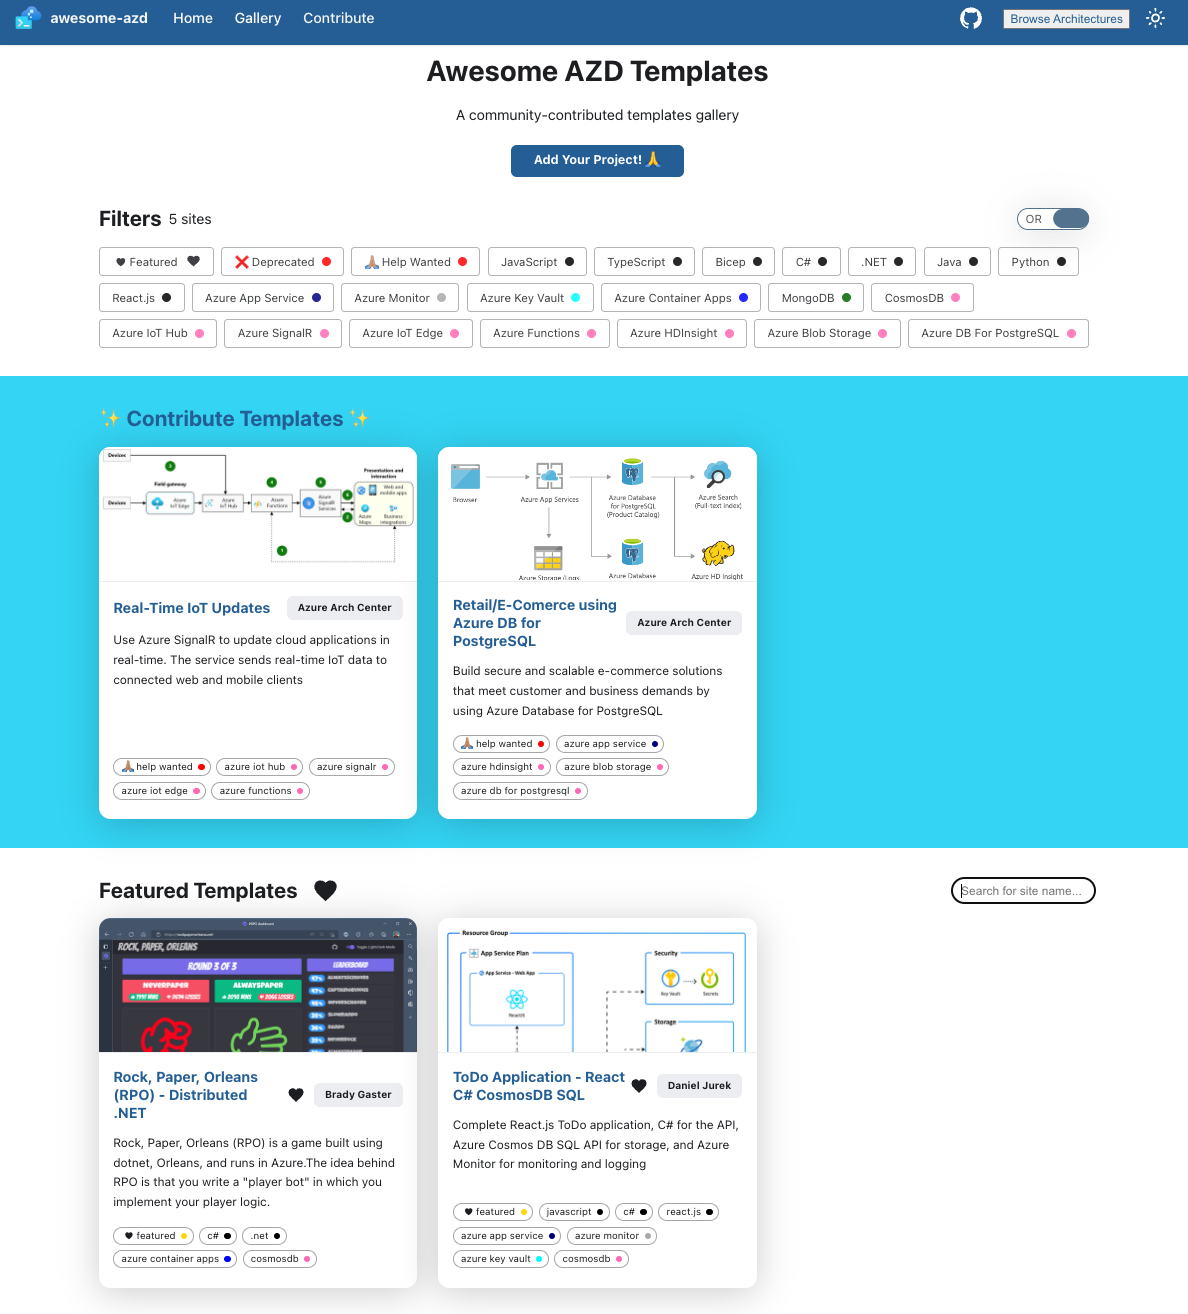 awesome-azd Home Gallery Contribute Browse Architectures
Awesome AZD Templates
A community-contributed templates gallery
Add Your Project! 🙏
Filters 5 sites OR
Featured ❌ Deprecated 🙏🏽 Help Wanted JavaScript TypeScript Bicep C# .NET Java Python
React.js Azure App Service Azure Monitor Azure Key Vault Azure Container Apps MongoDB CosmosDB
Azure IoT Hub Azure SignalR Azure IoT Edge Azure Functions Azure HDInsight Azure Blob Storage Azure DB For PostgreSQL
✨ Contribute Templates ✨
Devices
Field gateway
Presentation and
interaction
Devices
Azure
IoT Edge
Azure
IoT Hub
Azure
Functions
Azure
SignalR
Services
Web and
mobile apps
Azure
Maps
Business
integrations
Real-Time IoT Updates
Azure Arch Center
Use Azure SignalR to update cloud applications in
real-time. The service sends real-time IoT data to
connected web and mobile clients
🙏🏽 help wanted azure iot hub azure signalr
azure iot edge azure functions
Browser
Azure App Services
Azure Database
for PostgreSQL
(Product Catalog)
Azure Search
(Full-text index)
Azure Storage /Logs
Azure Database
Azure HD Insight
Retail/E-Comerce using
Azure DB for
PostgreSQL
Azure Arch Center
Build secure and scalable e-commerce solutions
that meet customer and business demands by
using Azure Database for PostgreSQL
🙏🏽 help wanted azure app service
azure hdinsight azure blob storage
azure db for postgresql
Featured Templates
Search for site name...
ROCK, PAPER, ORLEANS
ROUND 3 OF 3
LEADERBOARD
NEVERPAPER
ALWAYSPAPER
Rock, Paper, Orleans
(RPO) - Distributed
.NET
Brady Gaster
Rock, Paper, Orleans (RPO) is a game built using
dotnet, Orleans, and runs in Azure.The idea behind
RPO is that you write a "player bot" in which you
implement your player logic.
featured c# .net
azure container apps cosmosdb
Resource Group
App Service Plan
App Service - Web App
ReactJS
Security
Key Vault Secrets
Storage
ToDo Application - React
C# CosmosDB SQL
Daniel Jurek
Complete React.js ToDo application, C# for the API,
Azure Cosmos DB SQL API for storage, and Azure
Monitor for monitoring and logging
featured javascript c# react.js
azure app service azure monitor
azure key vault cosmosdb